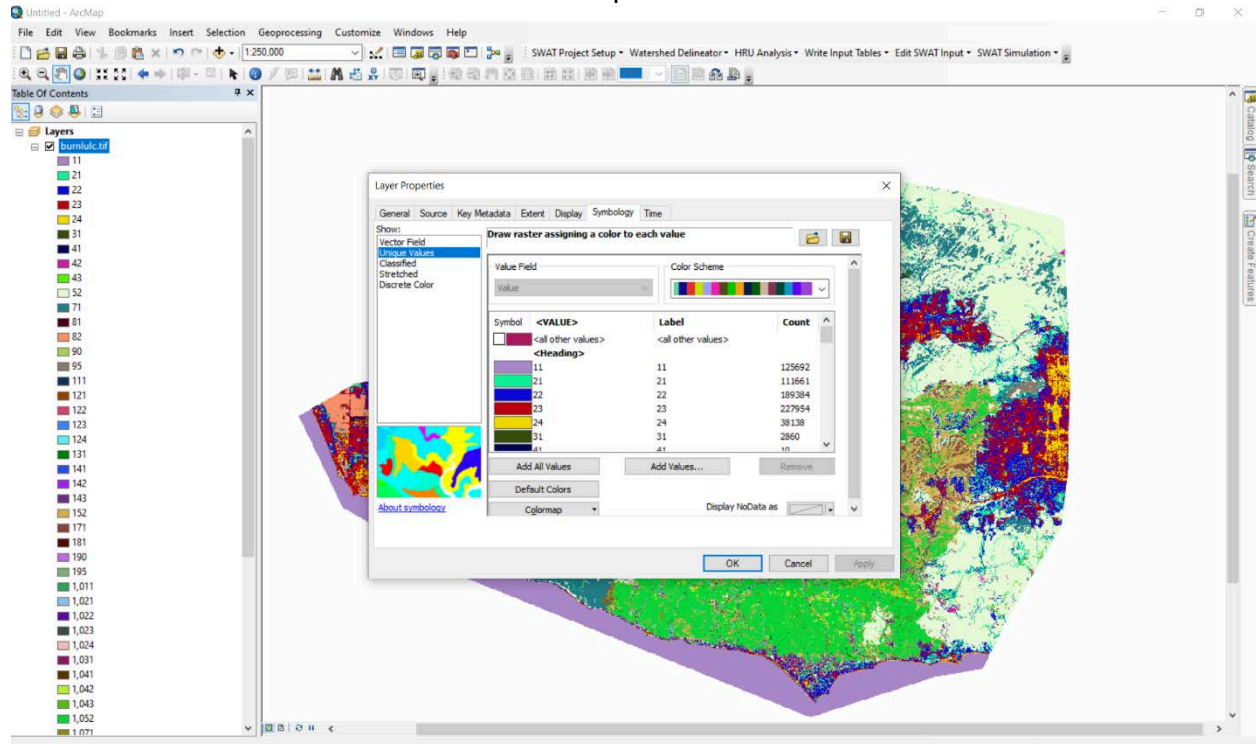 Untitled - ArcMap
File Edit View Bookmarks Insert Selection Geoprocessing Customize Windows Help
1:250,000
SWAT Project Setup Watershed Delineator HRU Analysis Write Input Tables Edit SWAT Input SWAT Simulation
Table Of Contents
Layers
burnlulc.tif
11
21
22
23
24
31
41
42
43
52
71
81
82
90
95
111
121
122
123
124
131
141
142
143
152
171
181
190
195
1,011
1,021
1,022
1,023
1,024
1,031
1,041
1,042
1,043
1,052
1,071
Layer Properties
General Source Key Metadata Extent Display Symbology Time
Show:
Vector Field
Unique Values
Classified
Stretched
Discrete Color
About symbology
Draw raster assigning a color to each value
Value Field
Value
Color Scheme
Symbol <VALUE> Label Count
<all other values> <all other values>
<Heading>
11 11 125692
21 21 111661
22 22 189384
23 23 227954
24 24 38138
31 31 2860
41 41 10
Add All Values Add Values... Remove
Default Colors
Colormap Display NoData as
OK Cancel Apply
Catalog
Search
Create Features